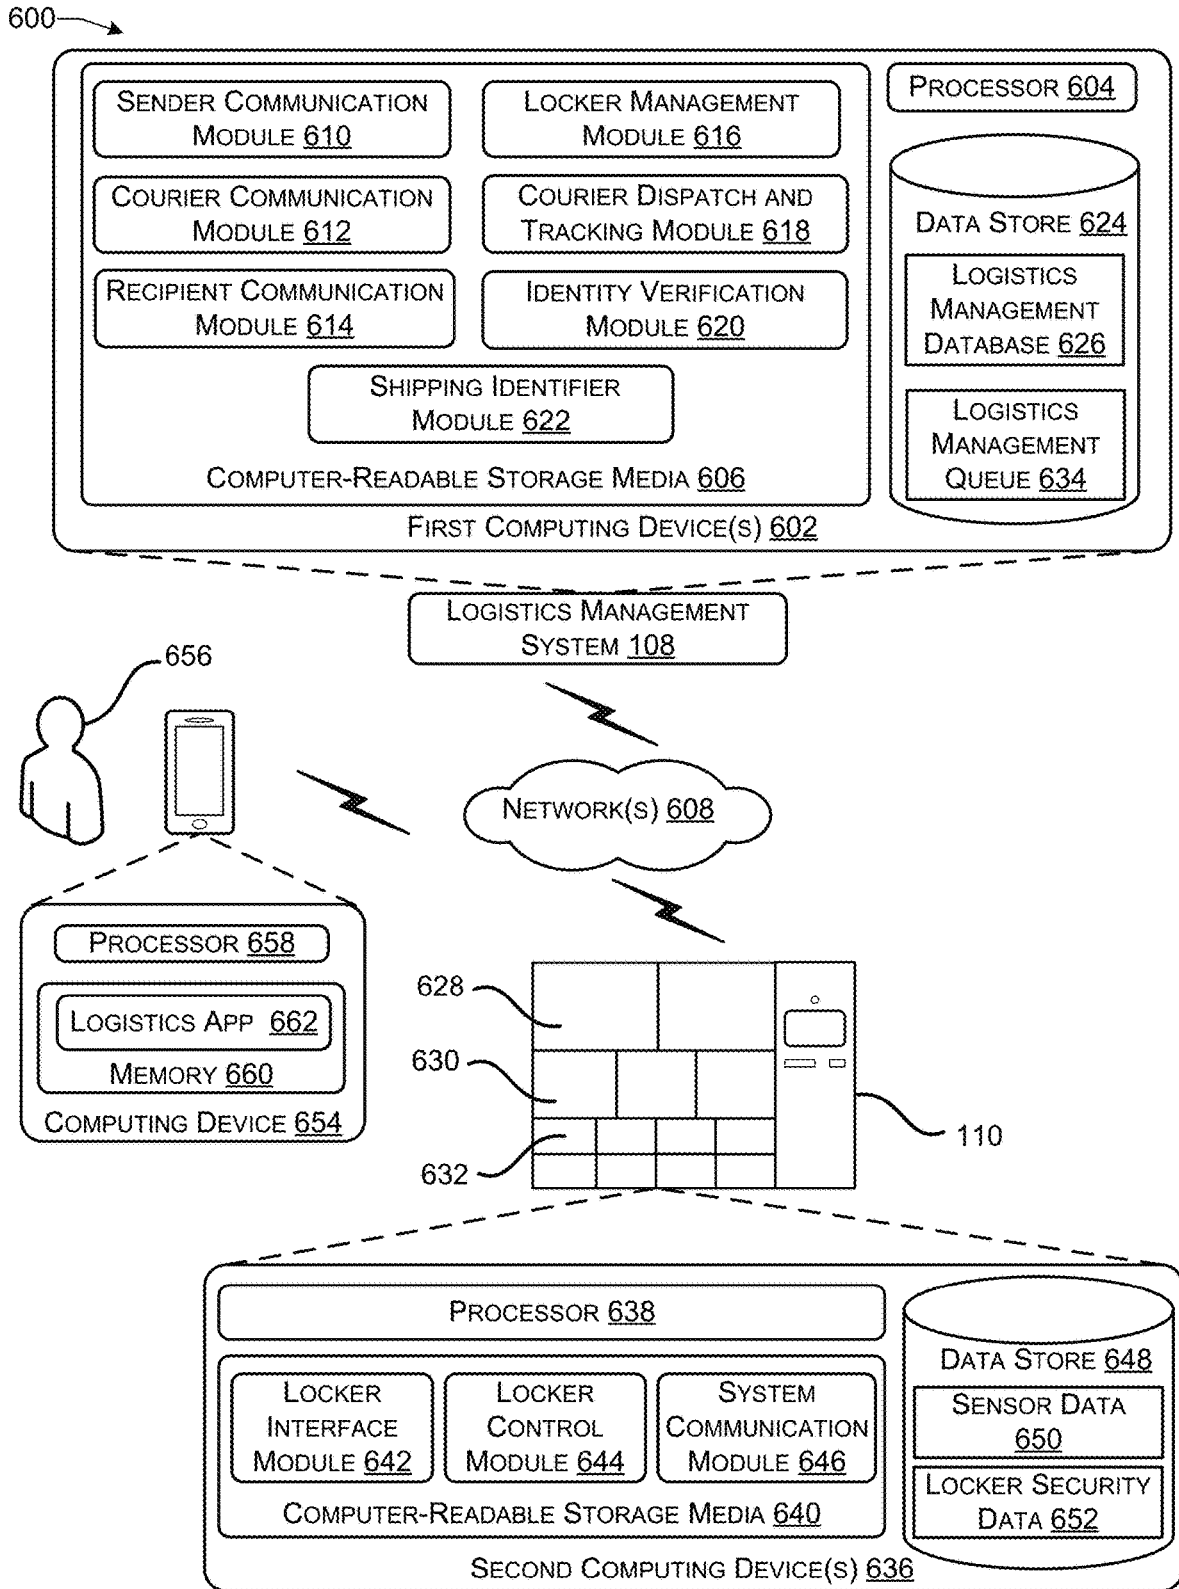 600
SENDER COMMUNICATION
MODULE 610
LOCKER MANAGEMENT
MODULE 616
PROCESSOR 604
COURIER COMMUNICATION
MODULE 612
COURIER DISPATCH AND
TRACKING MODULE 618
DATA STORE 624
RECIPIENT COMMUNICATION
MODULE 614
IDENTITY VERIFICATION
MODULE 620
LOGISTICS
MANAGEMENT
DATABASE 626
SHIPPING IDENTIFIER
MODULE 622
LOGISTICS
MANAGEMENT
QUEUE 634
COMPUTER-READABLE STORAGE MEDIA 606
FIRST COMPUTING DEVICE(S) 602
LOGISTICS MANAGEMENT
SYSTEM 108
656
NETWORK(S) 608
PROCESSOR 658
LOGISTICS APP 662
MEMORY 660
COMPUTING DEVICE 654
628
630
632
110
PROCESSOR 638
LOCKER
INTERFACE
MODULE 642
LOCKER
CONTROL
MODULE 644
SYSTEM
COMMUNICATION
MODULE 646
COMPUTER-READABLE STORAGE MEDIA 640
DATA STORE 648
SENSOR DATA
650
LOCKER SECURITY
DATA 652
SECOND COMPUTING DEVICE(S) 636